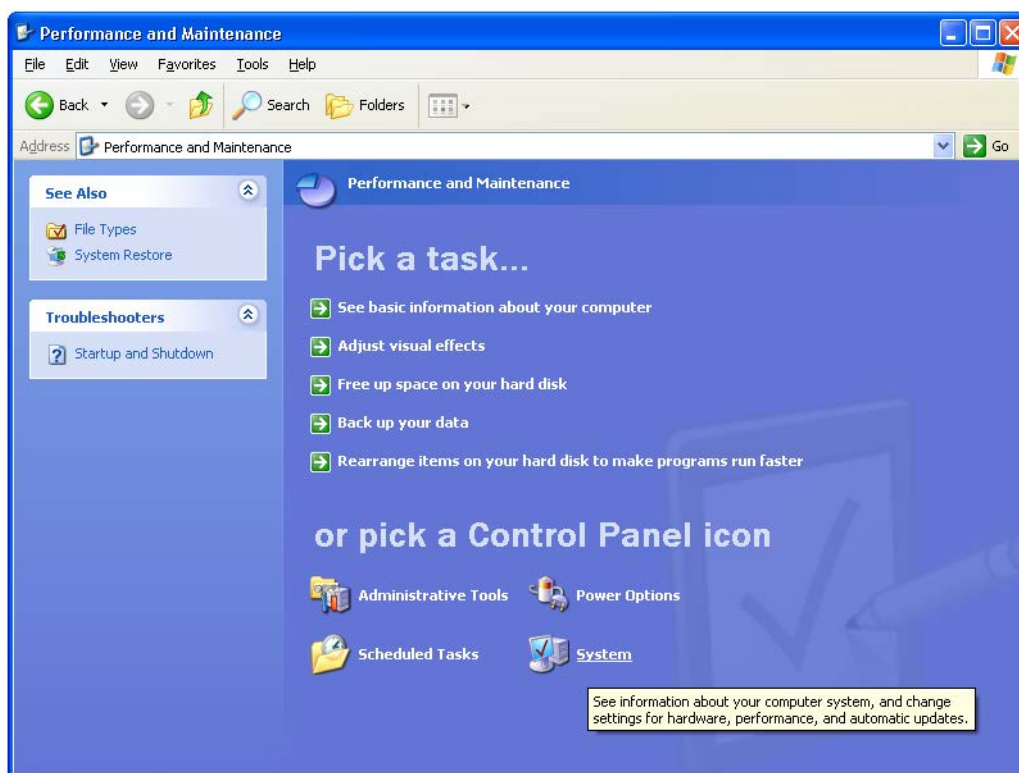 Performance and Maintenance
File Edit View Favorites Tools Help
Back Search Folders
Address Performance and Maintenance Go
See Also
File Types
System Restore
Troubleshooters
Startup and Shutdown
Performance and Maintenance
Pick a task...
See basic information about your computer
Adjust visual effects
Free up space on your hard disk
Back up your data
Rearrange items on your hard disk to make programs run faster
or pick a Control Panel icon
Administrative Tools Power Options
Scheduled Tasks System
See information about your computer system, and change
settings for hardware, performance, and automatic updates.